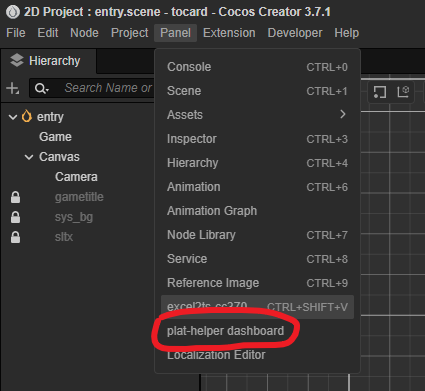 2D Project : entry.scene - tocard - Cocos Creator 3.7.1
File Edit Node Project Panel Extension Developer Help
Hierarchy
Search Name or
entry
Game
Canvas
Camera
gametitle
sys_bg
sltx
Console CTRL+0
Scene CTRL+1
Assets
Inspector CTRL+3
Hierarchy CTRL+4
Animation CTRL+6
Animation Graph
Node Library CTRL+7
Service CTRL+8
Reference Image CTRL+9
excel2ts-cc370 CTRL+SHIFT+V
plat-helper dashboard
Localization Editor